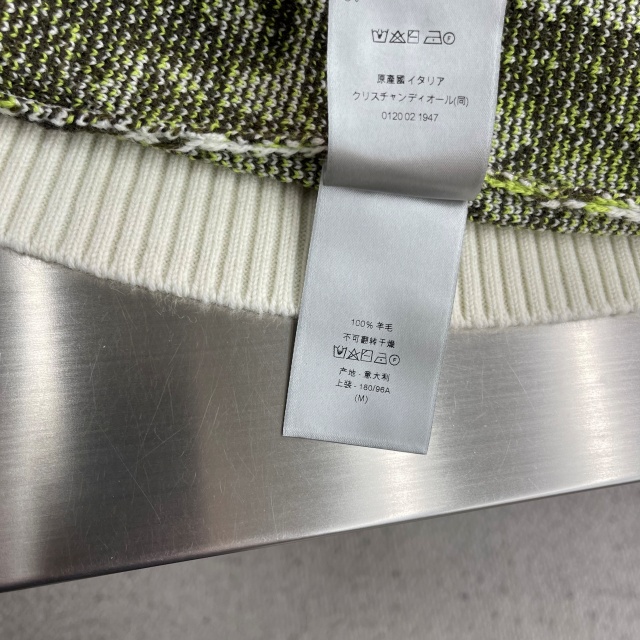 原產國イタリア
クリスチャンディオール(同)
0120 02 1947
100% 羊毛
不可翻转干燥
产地: 意大利
上装 - 180/96A
(M)